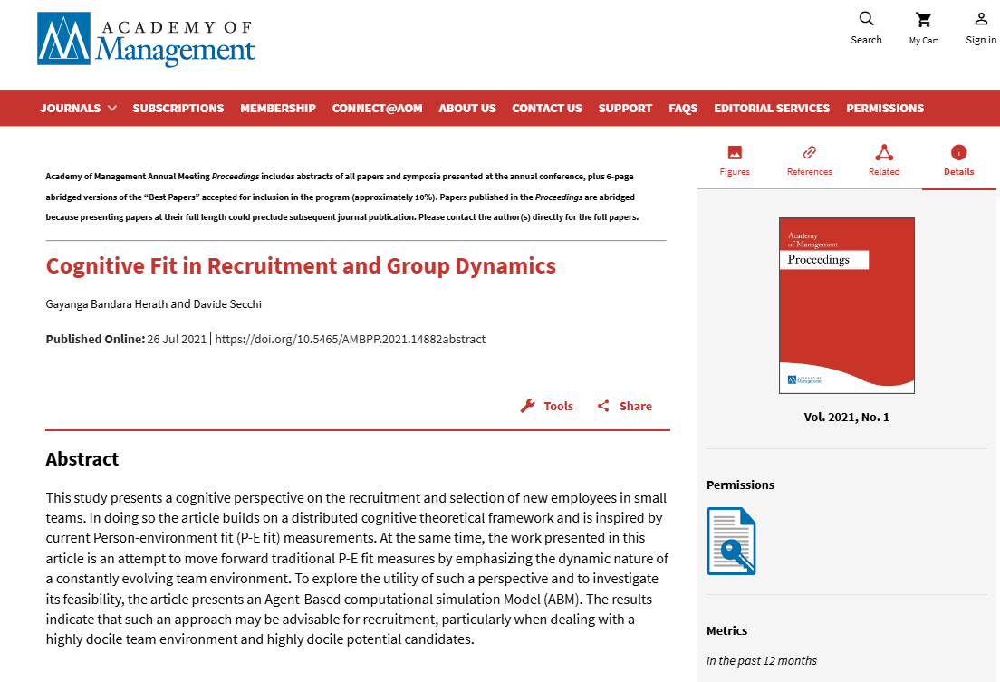 ACADEMY OF
Management
Search
My Cart
Sign in
JOURNALS SUBSCRIPTIONS MEMBERSHIP CONNECT@AOM ABOUT US CONTACT US SUPPORT FAQS EDITORIAL SERVICES PERMISSIONS
Academy of Management Annual Meeting Proceedings includes abstracts of all papers and symposia presented at the annual conference, plus 6-page
abridged versions of the “Best Papers” accepted for inclusion in the program (approximately 10%). Papers published in the Proceedings are abridged
because presenting papers at their full length could preclude subsequent journal publication. Please contact the author(s) directly for the full papers.
Cognitive Fit in Recruitment and Group Dynamics
Gayanga Bandara Herath and Davide Secchi
Published Online: 26 Jul 2021 | https://doi.org/10.5465/AMBPP.2021.14882abstract
Tools
Share
Abstract
This study presents a cognitive perspective on the recruitment and selection of new employees in small
teams. In doing so the article builds on a distributed cognitive theoretical framework and is inspired by
current Person-environment fit (P-E fit) measurements. At the same time, the work presented in this
article is an attempt to move forward traditional P-E fit measures by emphasizing the dynamic nature of
a constantly evolving team environment. To explore the utility of such a perspective and to investigate
its feasibility, the article presents an Agent-Based computational simulation Model (ABM). The results
indicate that such an approach may be advisable for recruitment, particularly when dealing with a
highly docile team environment and highly docile potential candidates.
Figures
References
Related
Details
Academy
of Management
Proceedings
ACADEMY OF
Management
Vol. 2021, No. 1
Permissions
Metrics
in the past 12 months